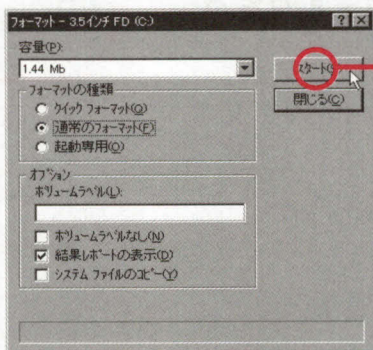 フォーマット - 3.5インチ FD (C:)
容量(P):
1.44 Mb
スタート(S)
閉じる(C)
フォーマットの種類
クイック フォーマット(Q)
通常のフォーマット(F)
起動専用(O)
オプション
ボリュームラベル(L):
ボリュームラベルなし(N)
結果レポートの表示(D)
システム ファイルのコピー(Y)